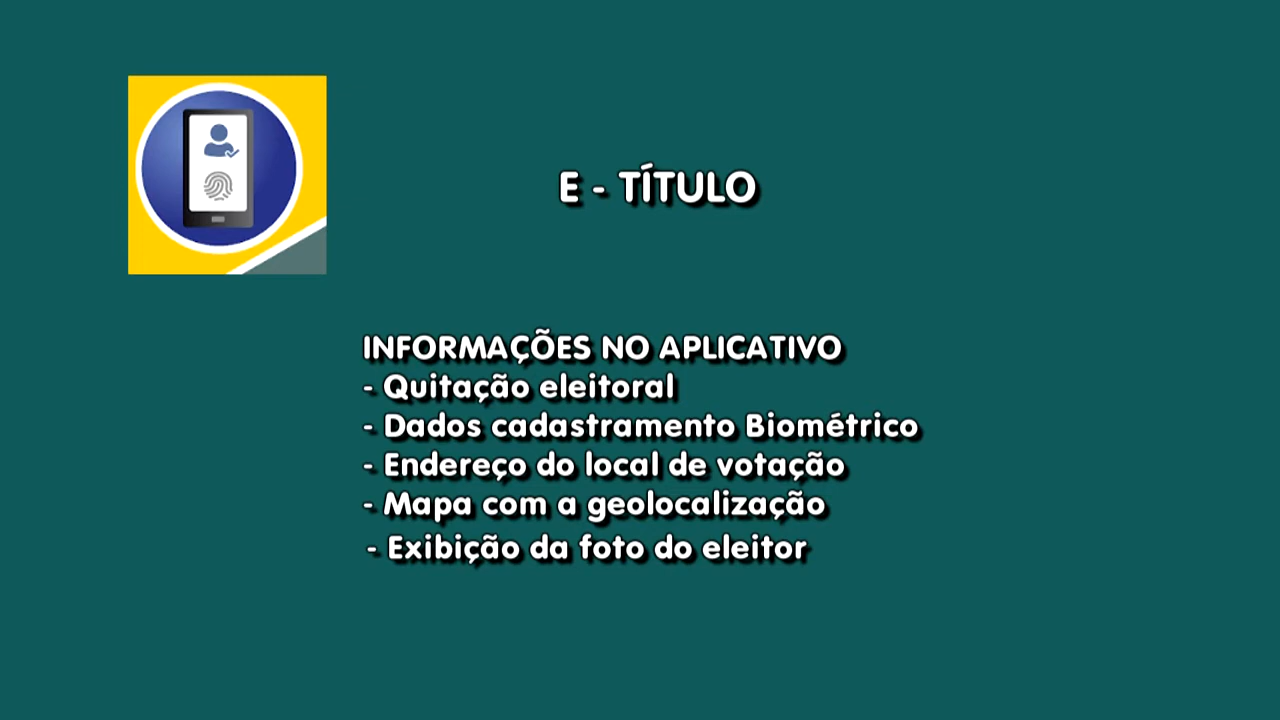 E - TÍTULO
INFORMAÇÕES NO APLICATIVO
- Quitação eleitoral
- Dados cadastramento Biométrico
- Endereço do local de votação
- Mapa com a geolocalização
- Exibição da foto do eleitor